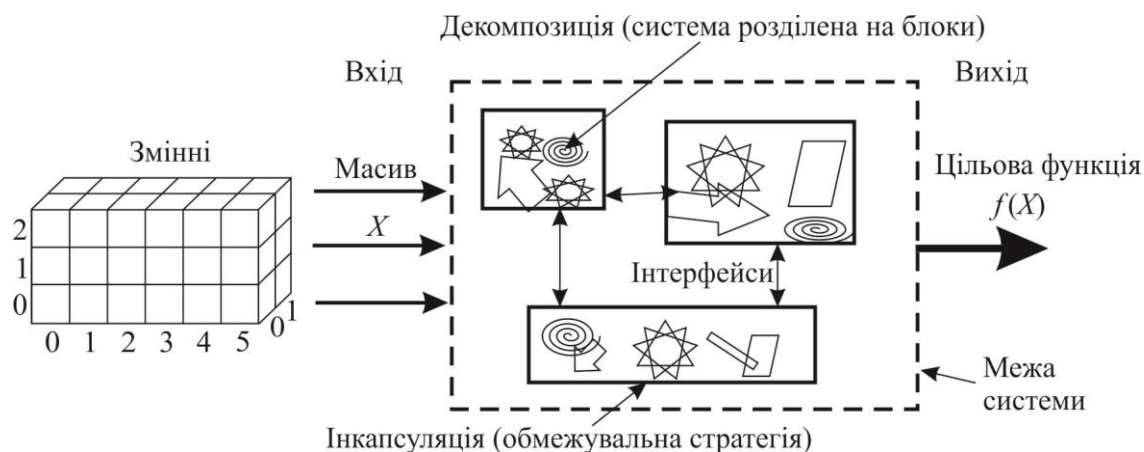 Декомпозиція (система розділена на блоки)
Вхід
Вихід
Змінні
Масив
X
Цільова функція
f(X)
2
1
0
0 1 2 3 4 5
0
1
Інтерфейси
Межа
системи
Інкапсуляція (обмежувальна стратегія)